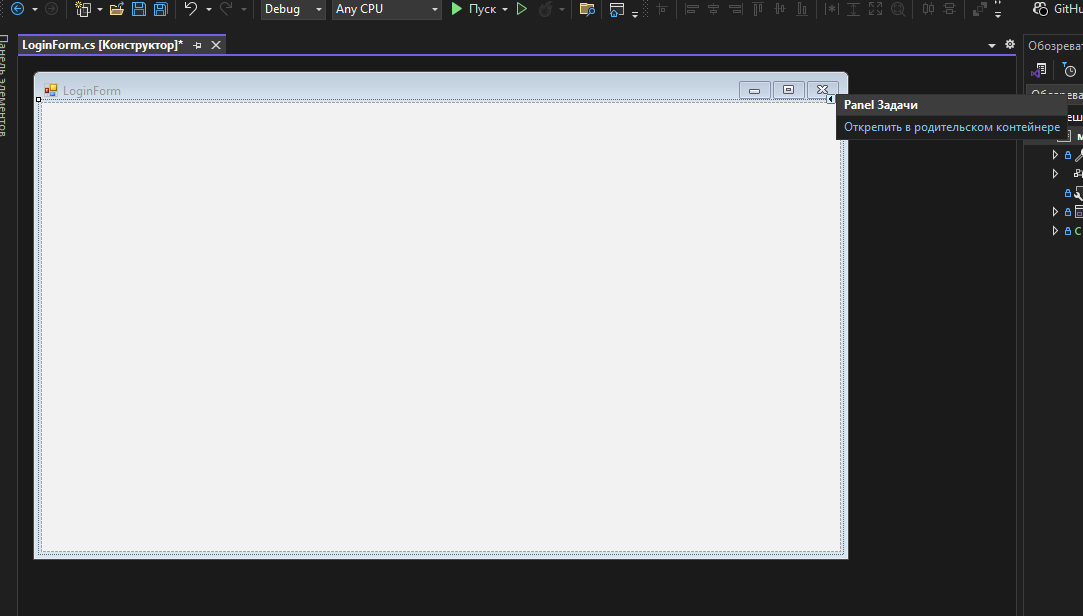 Debug
Any CPU
Пуск
GitHu
LoginForm.cs [Конструктор]*
Панель элементов
Обозреват
LoginForm
Panel Задачи
Открепить в родительском контейнере